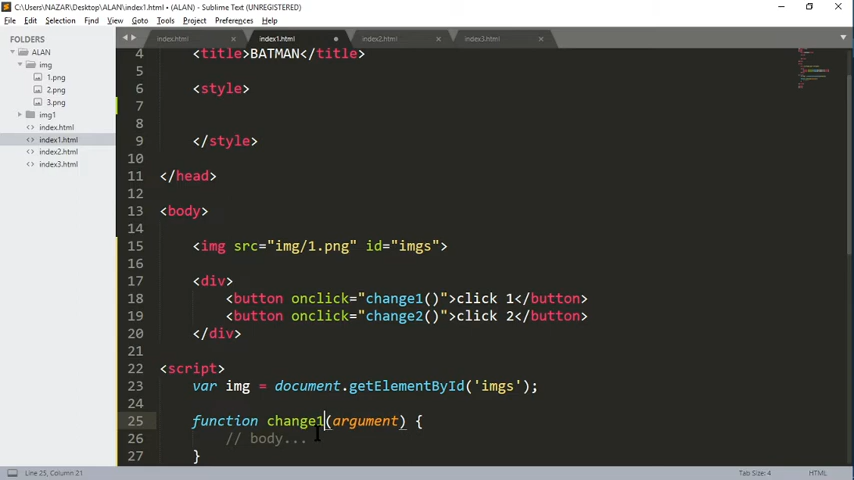 C:\Users\NAZAR\Desktop\ALAN\index1.html • (ALAN) - Sublime Text (UNREGISTERED)
File Edit Selection Find View Goto Tools Project Preferences Help
FOLDERS
ALAN
img
1.png
2.png
3.png
img1
index.html
index1.html
index2.html
index3.html
index.html index1.html index2.html index3.html
4 <title>BATMAN</title>
5
6 <style>
7
8
9 </style>
10
11 </head>
12
13 <body>
14
15 <img src="img/1.png" id="imgs">
16
17 <div>
18 <button onclick="change1()">click 1</button>
19 <button onclick="change2()">click 2</button>
20 </div>
21
22 <script>
23 var img = document.getElementById('imgs');
24
25 function change1(argument) {
26 // body...
27 }
Line 25, Column 21 Tab Size: 4 HTML